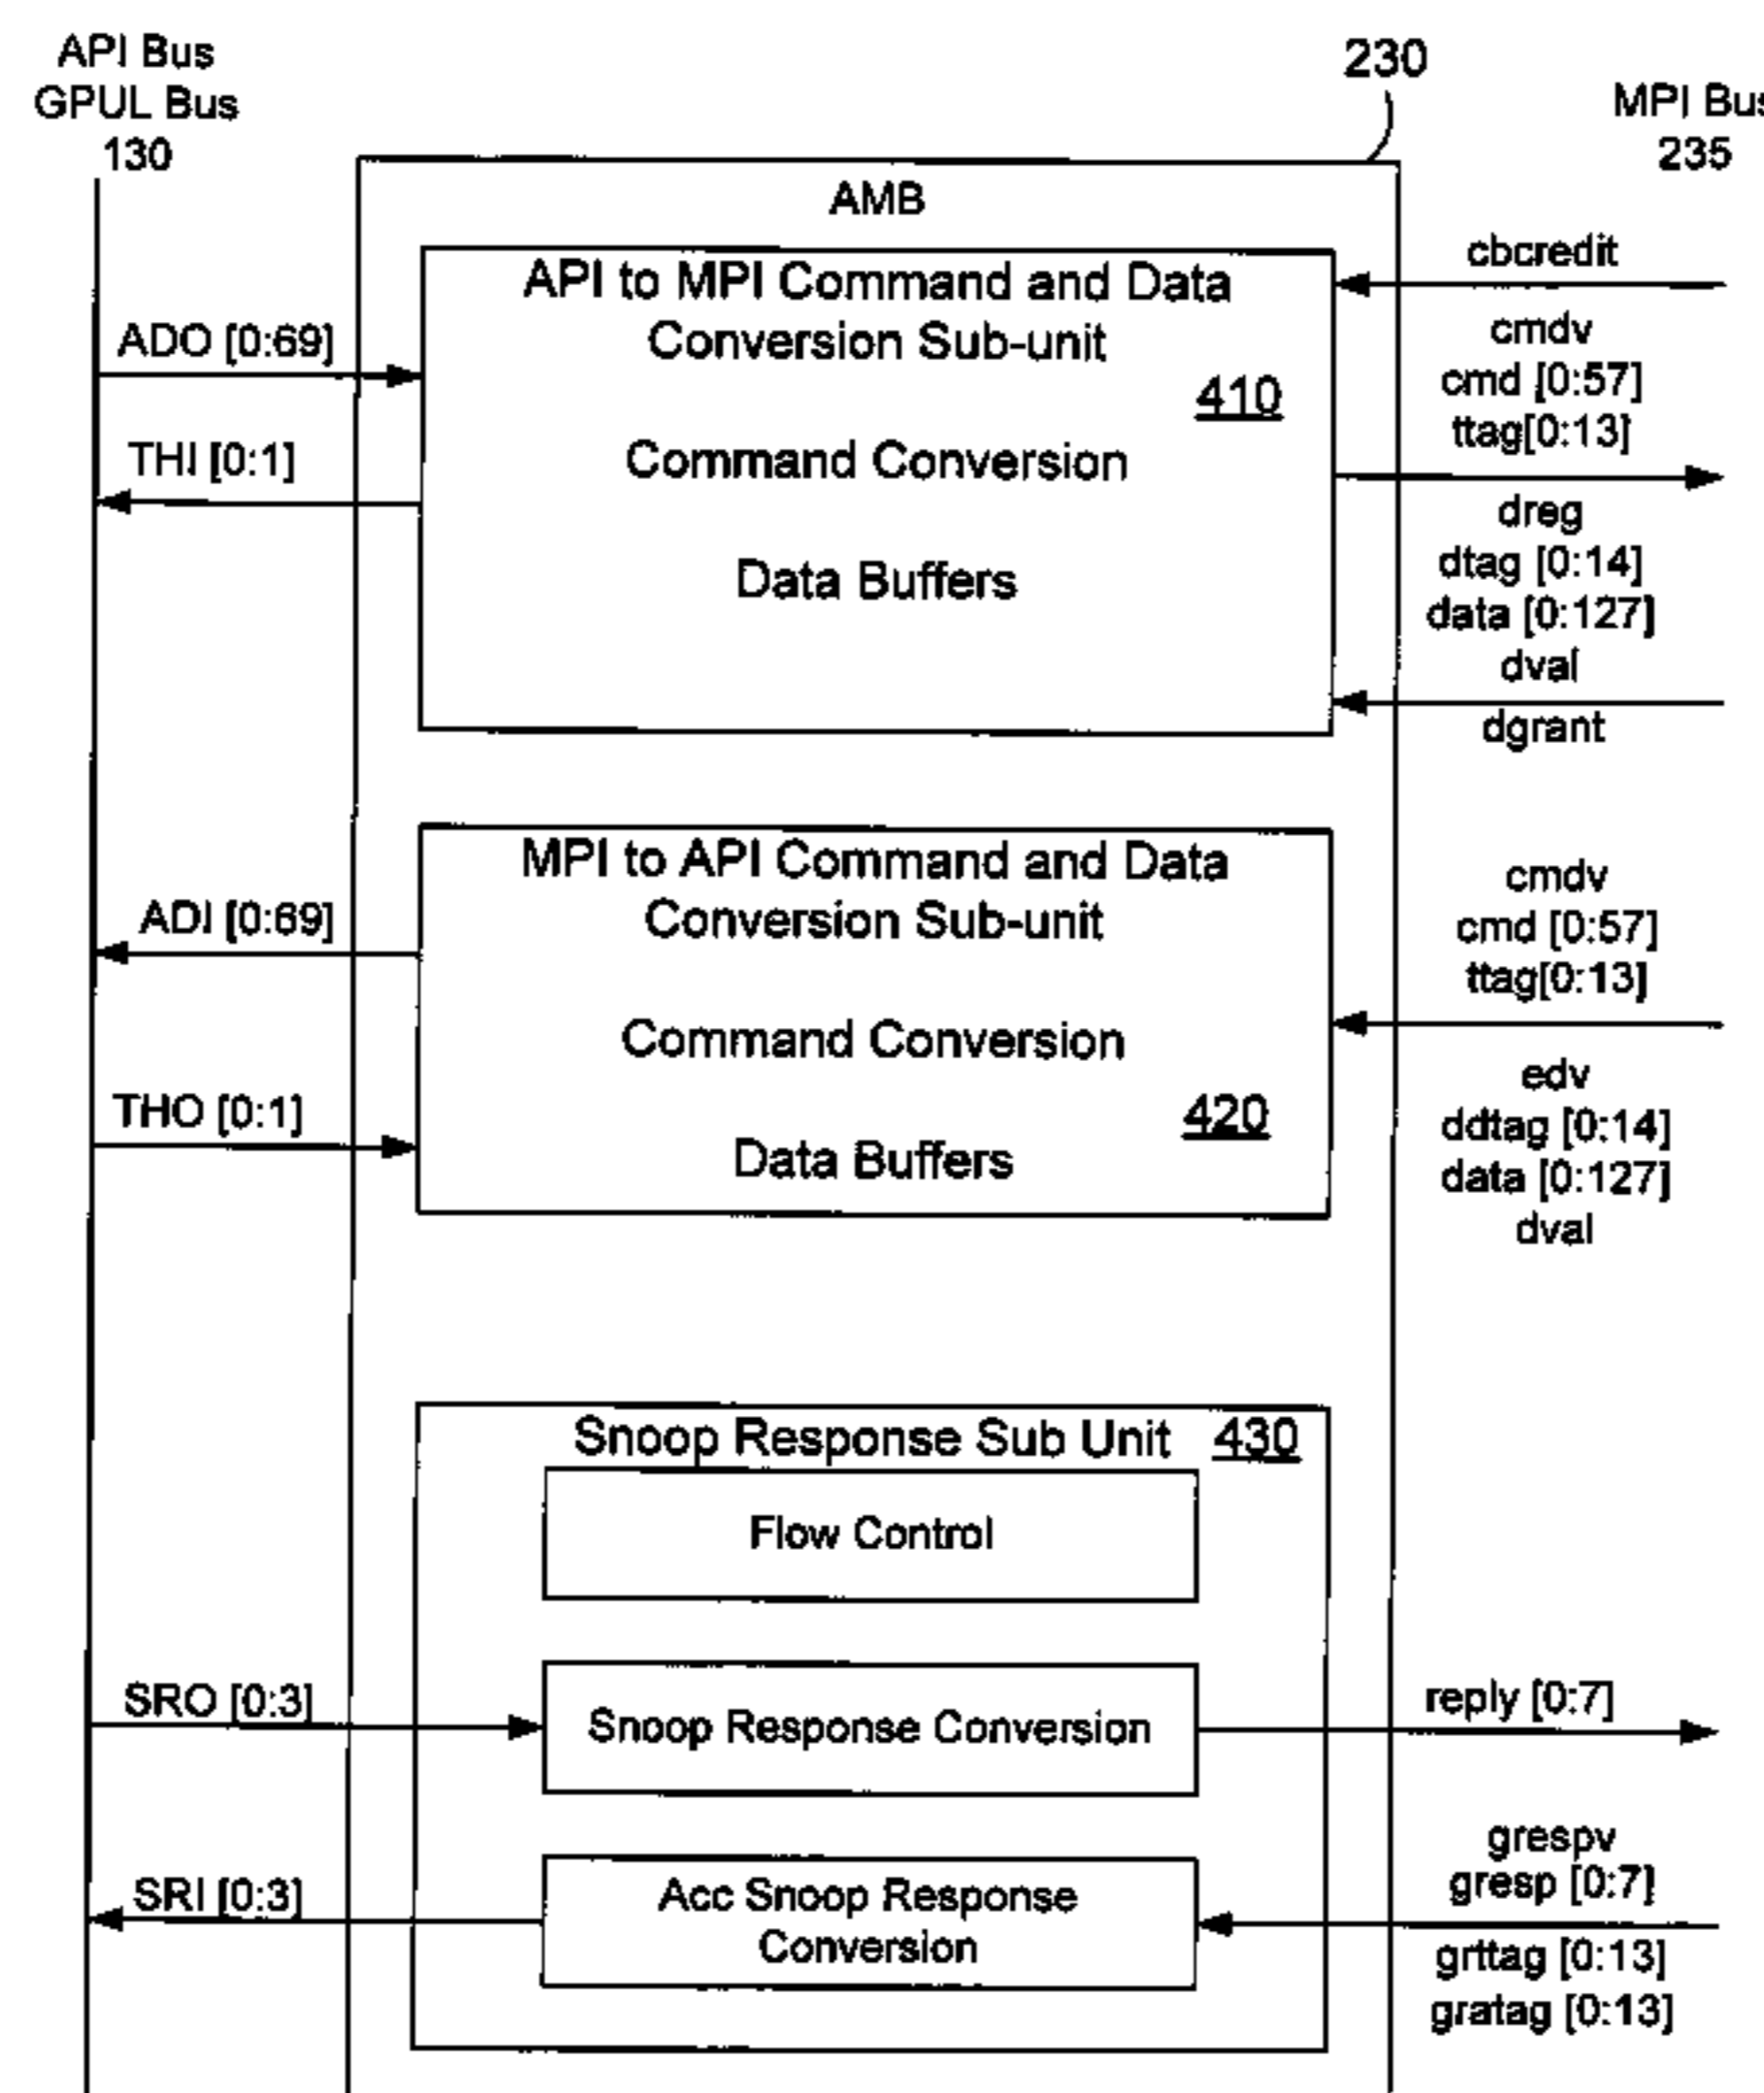 API Bus
GPUL Bus
130
230
MPI Bus
235
AMB
API to MPI Command and Data
Conversion Sub-unit
410
Command Conversion
Data Buffers
ADO [0:69]
THI [0:1]
cbcredit
cmdv
cmd [0:57]
ttag[0:13]
dreg
dtag [0:14]
data [0:127]
dval
dgrant
MPI to API Command and Data
Conversion Sub-unit
Command Conversion
420
Data Buffers
ADI [0:69]
THO [0:1]
cmdv
cmd [0:57]
ttag[0:13]
edv
ddtag [0:14]
data [0:127]
dval
Snoop Response Sub Unit 430
Flow Control
Snoop Response Conversion
Acc Snoop Response
Conversion
SRO [0:3]
SRI [0:3]
reply [0:7]
grespv
gresp [0:7]
grttag [0:13]
gratag [0:13]